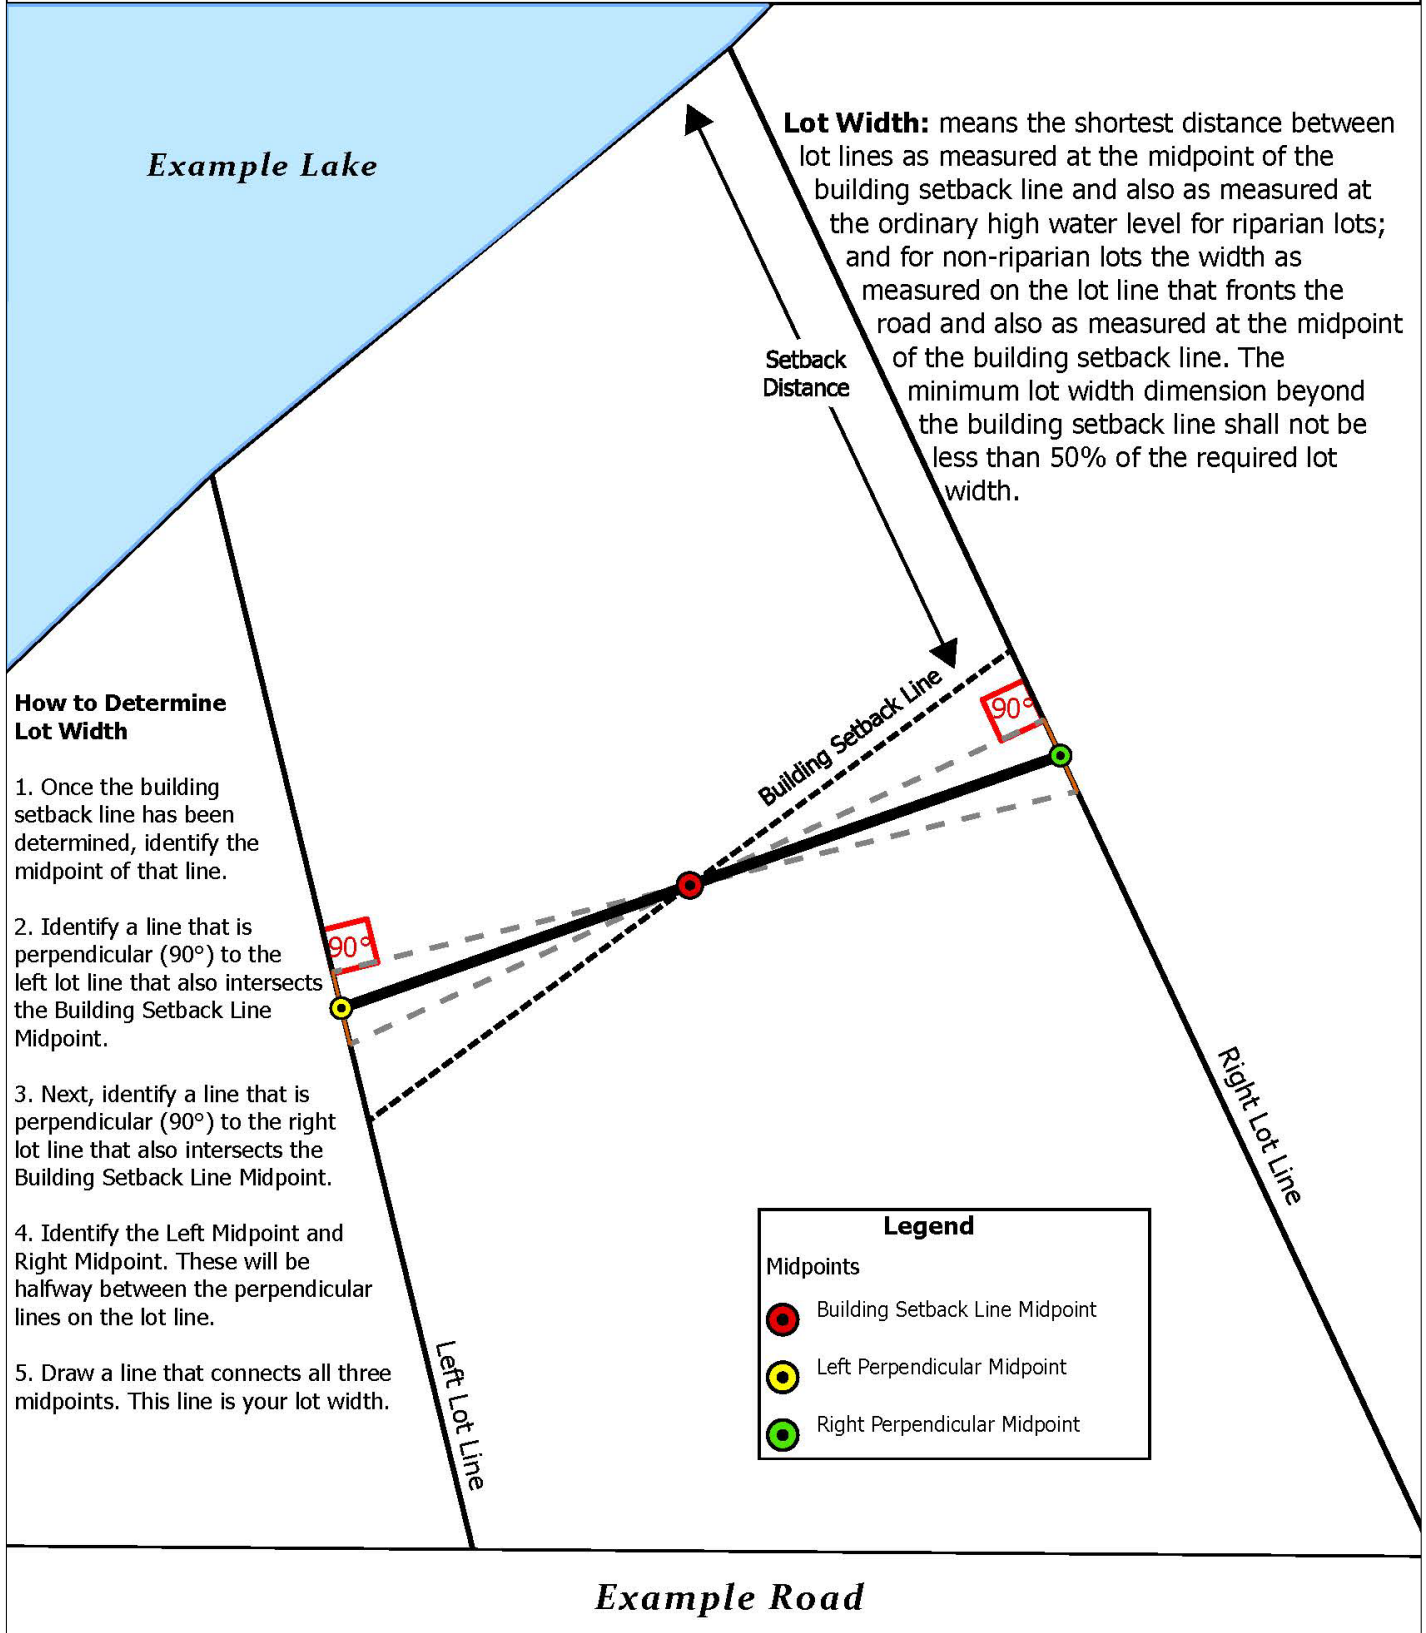 Example Lake
Lot Width: means the shortest distance between
lot lines as measured at the midpoint of the
building setback line and also as measured at
the ordinary high water level for riparian lots;
and for non-riparian lots the width as
measured on the lot line that fronts the
road and also as measured at the midpoint
of the building setback line. The
minimum lot width dimension beyond
the building setback line shall not be
less than 50% of the required lot
width.
Setback
Distance
Building Setback Line
90°
90°
How to Determine
Lot Width
1. Once the building
setback line has been
determined, identify the
midpoint of that line.
2. Identify a line that is
perpendicular (90°) to the
left lot line that also intersects
the Building Setback Line
Midpoint.
3. Next, identify a line that is
perpendicular (90°) to the right
lot line that also intersects the
Building Setback Line Midpoint.
4. Identify the Left Midpoint and
Right Midpoint. These will be
halfway between the perpendicular
lines on the lot line.
5. Draw a line that connects all three
midpoints. This line is your lot width.
Left Lot Line
Right Lot Line
Legend
Midpoints
Building Setback Line Midpoint
Left Perpendicular Midpoint
Right Perpendicular Midpoint
Example Road